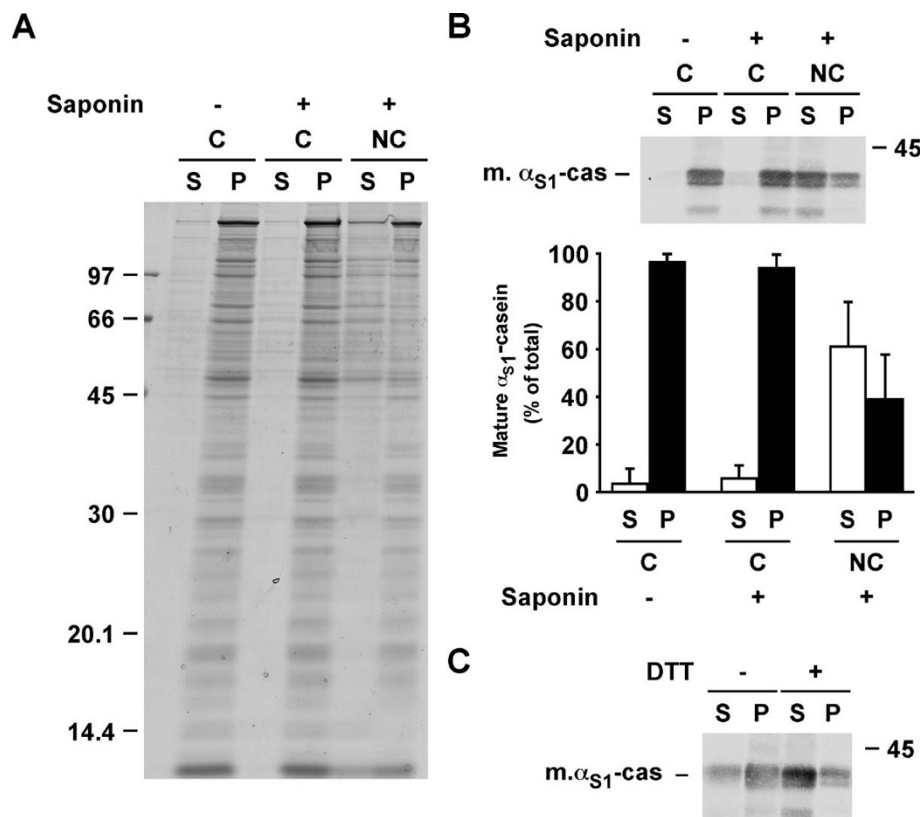 A
Saponin - + +
C C NC
S P S P S P
97
66
45
30
20.1
14.4
B
Saponin - + +
C C NC
S P S P S P
45
m. αS1-cas
100
80
60
40
20
0
Mature αS1-casein
(% of total)
S P S P S P
C C NC
Saponin - + +
C
DTT - +
S P S P
45
m.αS1-cas